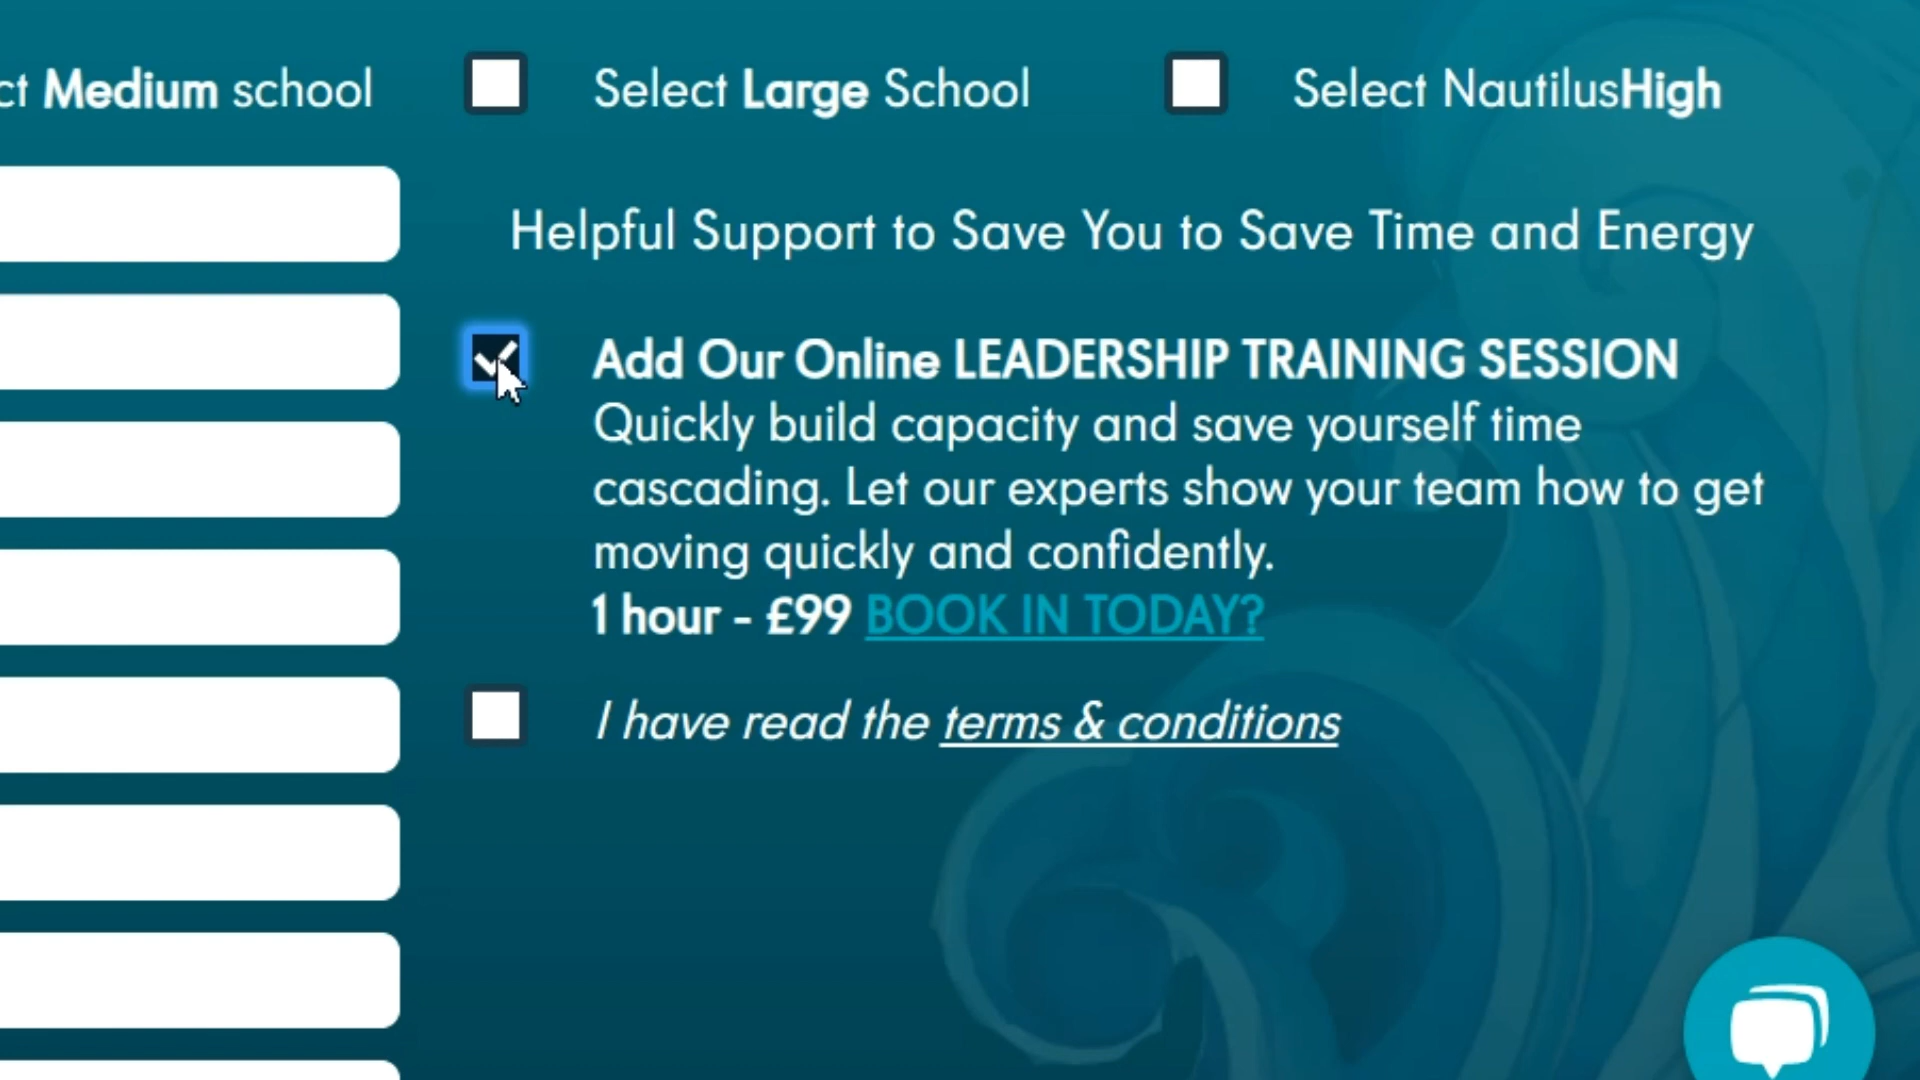 ct Medium school
Select Large School
Select NautilusHigh
Helpful Support to Save You to Save Time and Energy
Add Our Online LEADERSHIP TRAINING SESSION
Quickly build capacity and save yourself time
cascading. Let our experts show your team how to get
moving quickly and confidently.
1 hour - £99 BOOK IN TODAY?
I have read the terms & conditions